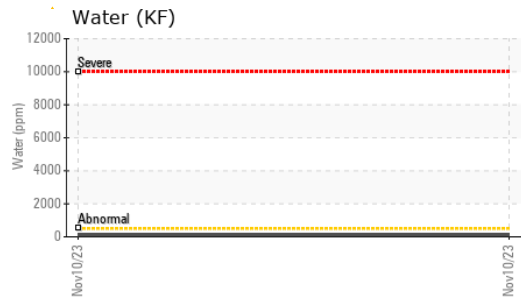 Water (KF)
12000
Severe
10000
8000
Water (ppm)
6000
4000
2000
Abnormal
0
Nov10/23
Nov10/23